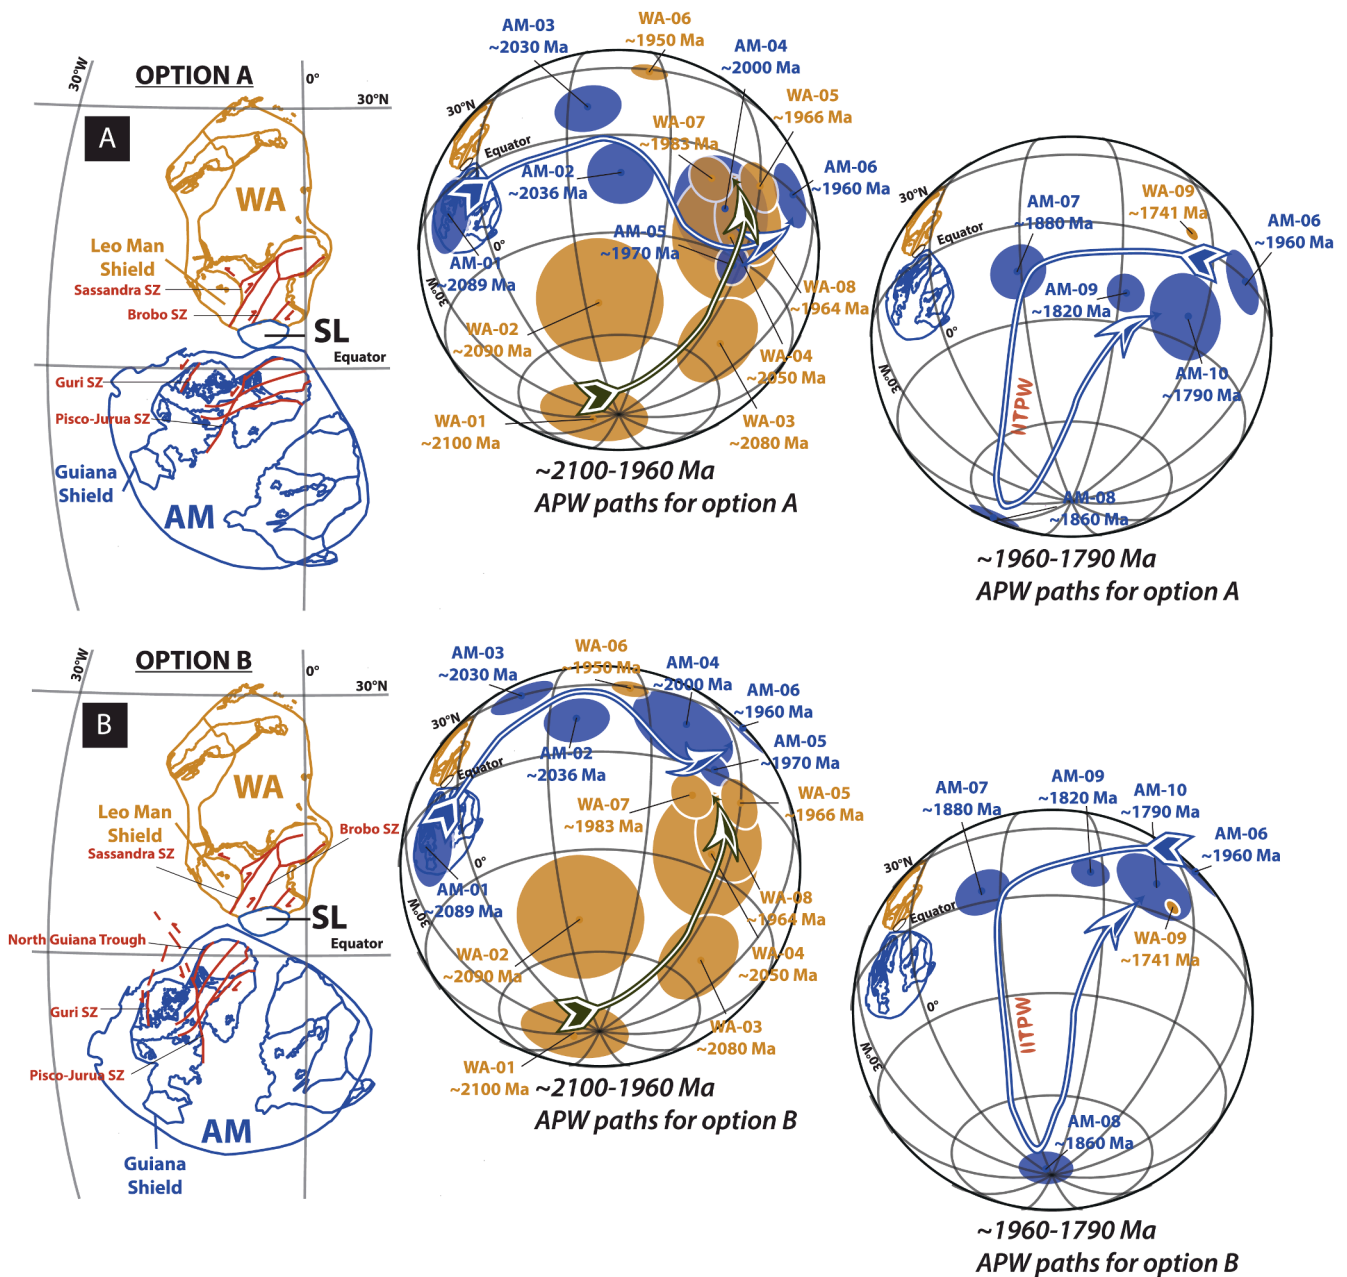 OPTION A
30°W
0°
30°N
A
WA
Leo Man
Shield
Sassandra SZ
Brobo SZ
SL
Equator
Guri SZ
Pisco-Jurua SZ
Guiana
Shield
AM
AM-03
~2030 Ma
WA-06
~1950 Ma
AM-04
~2000 Ma
30°N
Equator
WA-07
~1983 Ma
WA-05
~1966 Ma
AM-02
~2036 Ma
AM-06
~1960 Ma
AM-05
~1970 Ma
0°
AM-01
~2089 Ma
30°W
WA-08
~1964 Ma
WA-02
~2090 Ma
WA-04
~2050 Ma
WA-01
~2100 Ma
WA-03
~2080 Ma
~2100-1960 Ma
APW paths for option A
30°N
Equator
AM-07
~1880 Ma
WA-09
~1741 Ma
AM-06
~1960 Ma
AM-09
~1820 Ma
0°
30°W
AM-10
~1790 Ma
IITPW
AM-08
~1860 Ma
~1960-1790 Ma
APW paths for option A
OPTION B
30°W
0°
30°N
B
WA
Leo Man
Shield
Brobo SZ
Sassandra SZ
SL
North Guiana Trough
Equator
Guri SZ
Pisco-Jurua SZ
AM
Guiana
Shield
AM-03
~2030 Ma
WA-06
~1950 Ma
AM-04
~2000 Ma
AM-06
~1960 Ma
30°N
Equator
AM-02
~2036 Ma
AM-05
~1970 Ma
WA-07
~1983 Ma
WA-05
~1966 Ma
0°
AM-01
~2089 Ma
30°W
WA-08
~1964 Ma
WA-02
~2090 Ma
WA-04
~2050 Ma
WA-03
~2080 Ma
WA-01
~2100 Ma
~2100-1960 Ma
APW paths for option B
AM-07
~1880 Ma
AM-09
~1820 Ma
AM-10
~1790 Ma
AM-06
~1960 Ma
30°N
Equator
WA-09
~1741 Ma
0°
30°W
IITPW
AM-08
~1860 Ma
~1960-1790 Ma
APW paths for option B